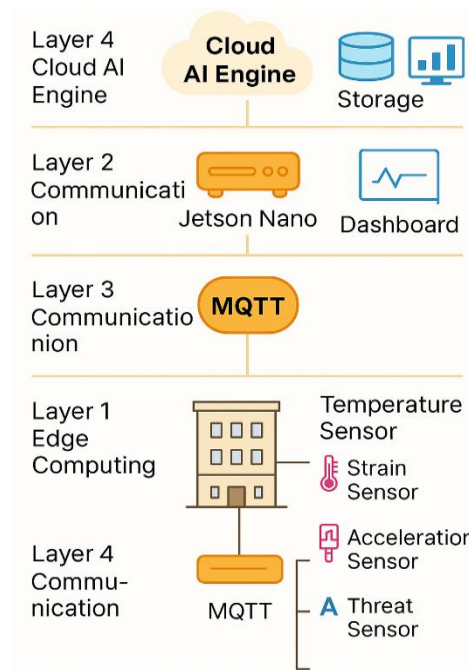 Layer 4
Cloud AI
Engine
Cloud
AI Engine
Storage
Layer 2
Communicati
on
Jetson Nano
Dashboard
Layer 3
Communicatio
nion
MQTT
Layer 1
Edge
Computing
Temperature
Sensor
Strain
Sensor
Acceleration
Sensor
A Threat
Sensor
Layer 4
Commu-
nication
MQTT